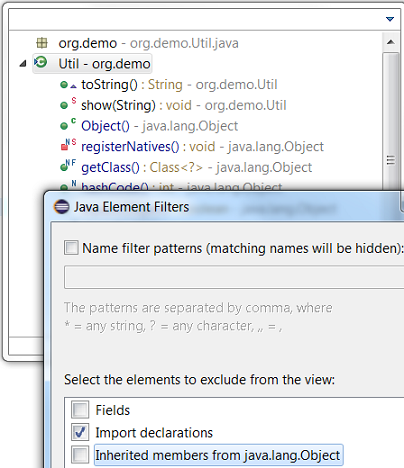 org.demo - org.demo.Util.java
Util - org.demo
toString() : String - org.demo.Util
S show(String) : void - org.demo.Util
C Object() - java.lang.Object
N S registerNatives() : void - java.lang.Object
N F getClass() : Class<?> - java.lang.Object
N hashCode() : int - java.lang.Object
Java Element Filters
Name filter patterns (matching names will be hidden):
The patterns are separated by comma, where
* = any string, ? = any character, ,, = ,
Select the elements to exclude from the view:
Fields
Import declarations
Inherited members from java.lang.Object